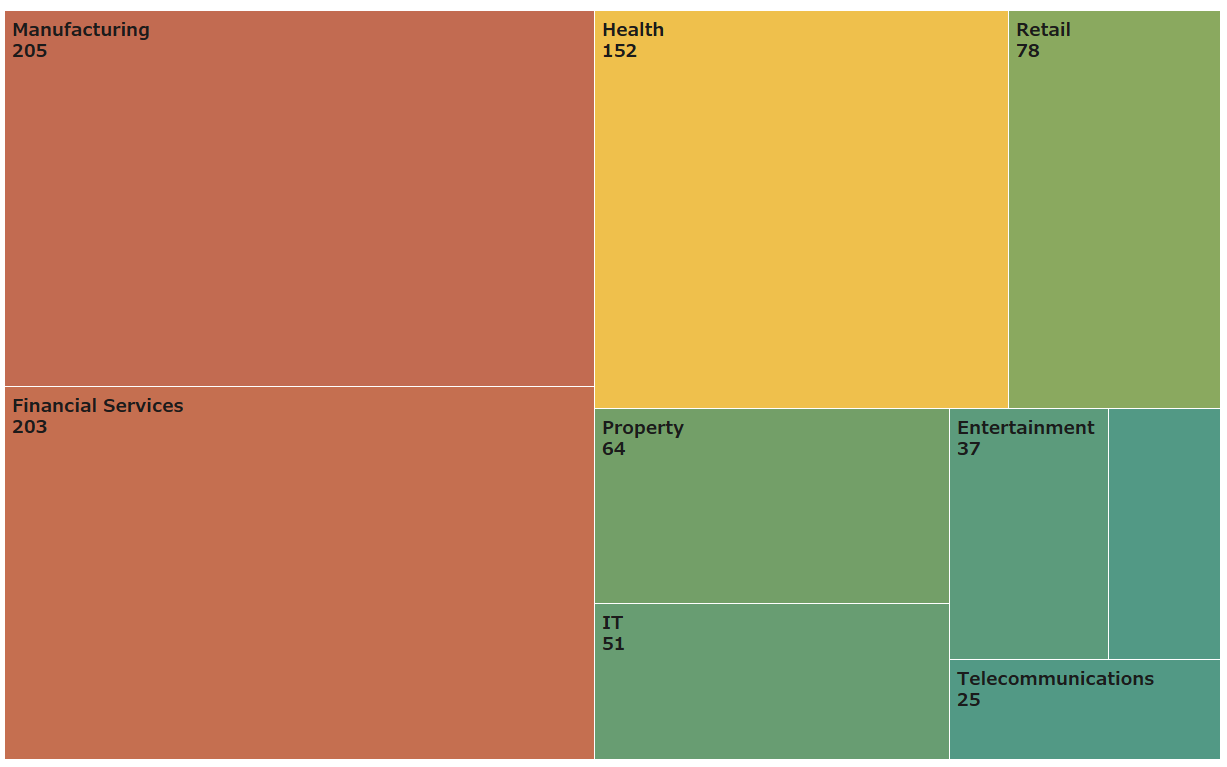 Manufacturing
205
Health
152
Retail
78
Financial Services
203
Property
64
Entertainment
37
IT
51
Telecommunications
25